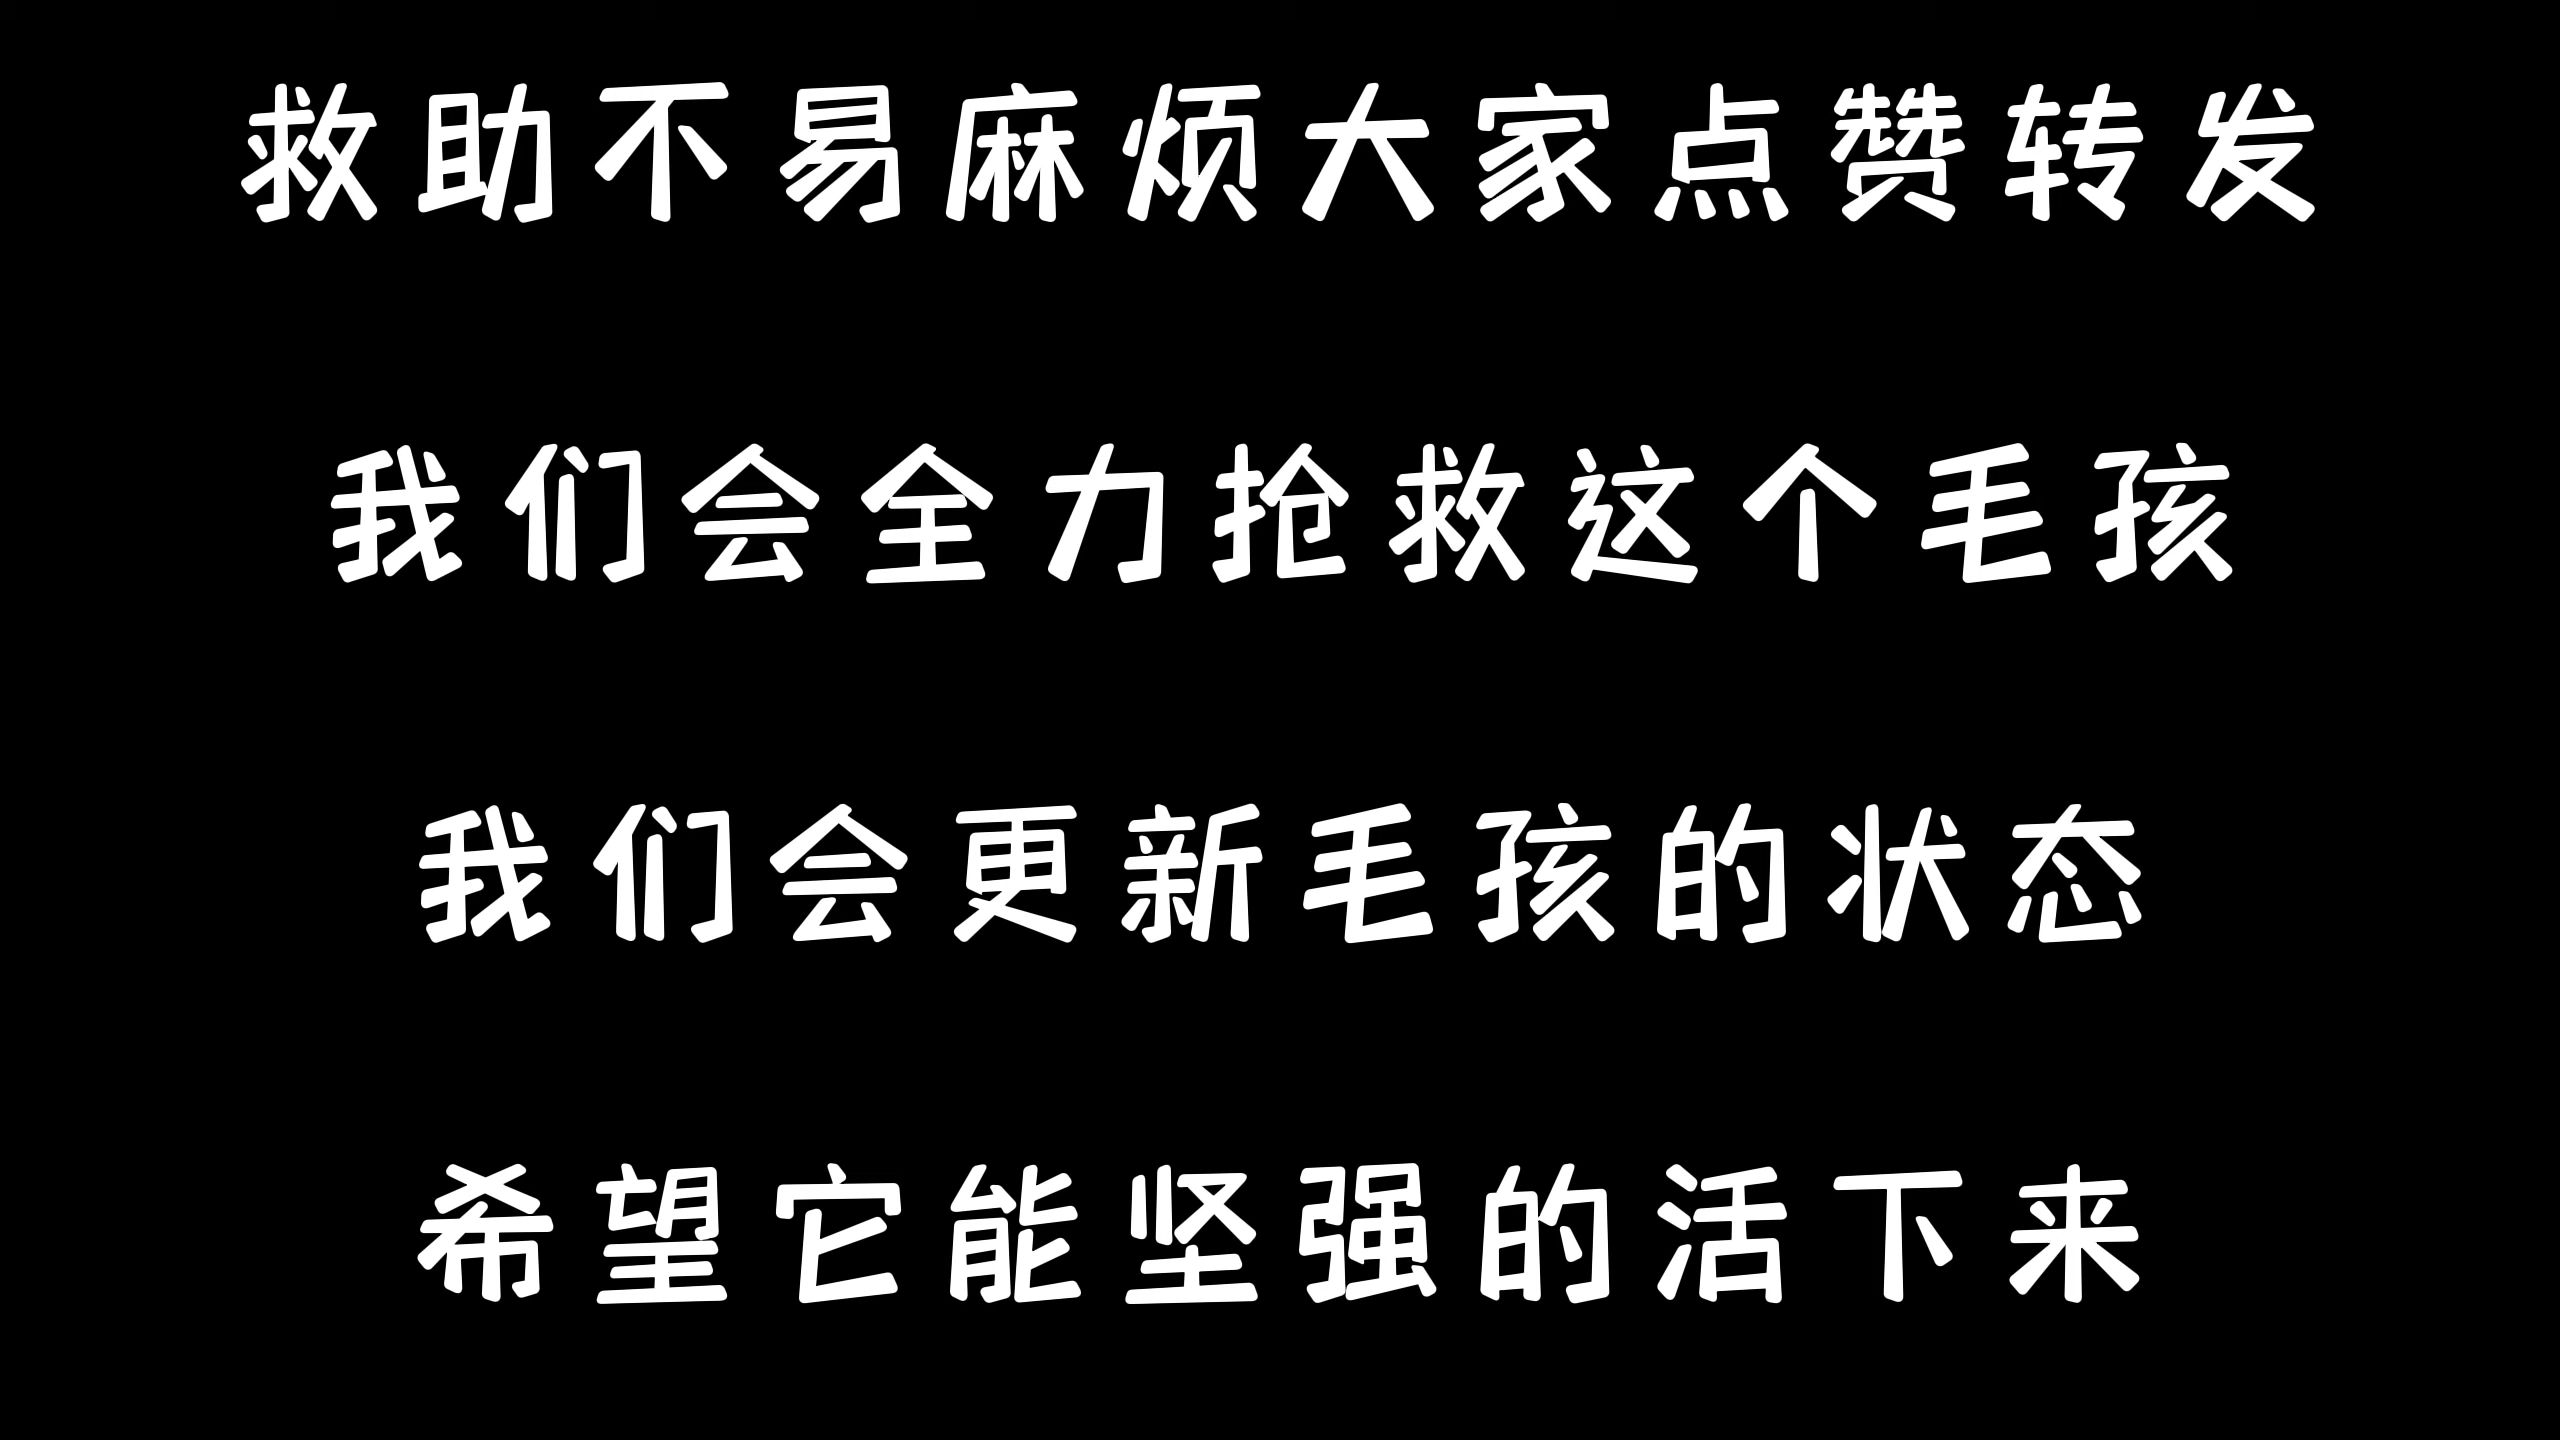 救助不易麻烦大家点赞转发
我们会全力抢救这个毛孩
我们会更新毛孩的状态
希望它能坚强的活下来